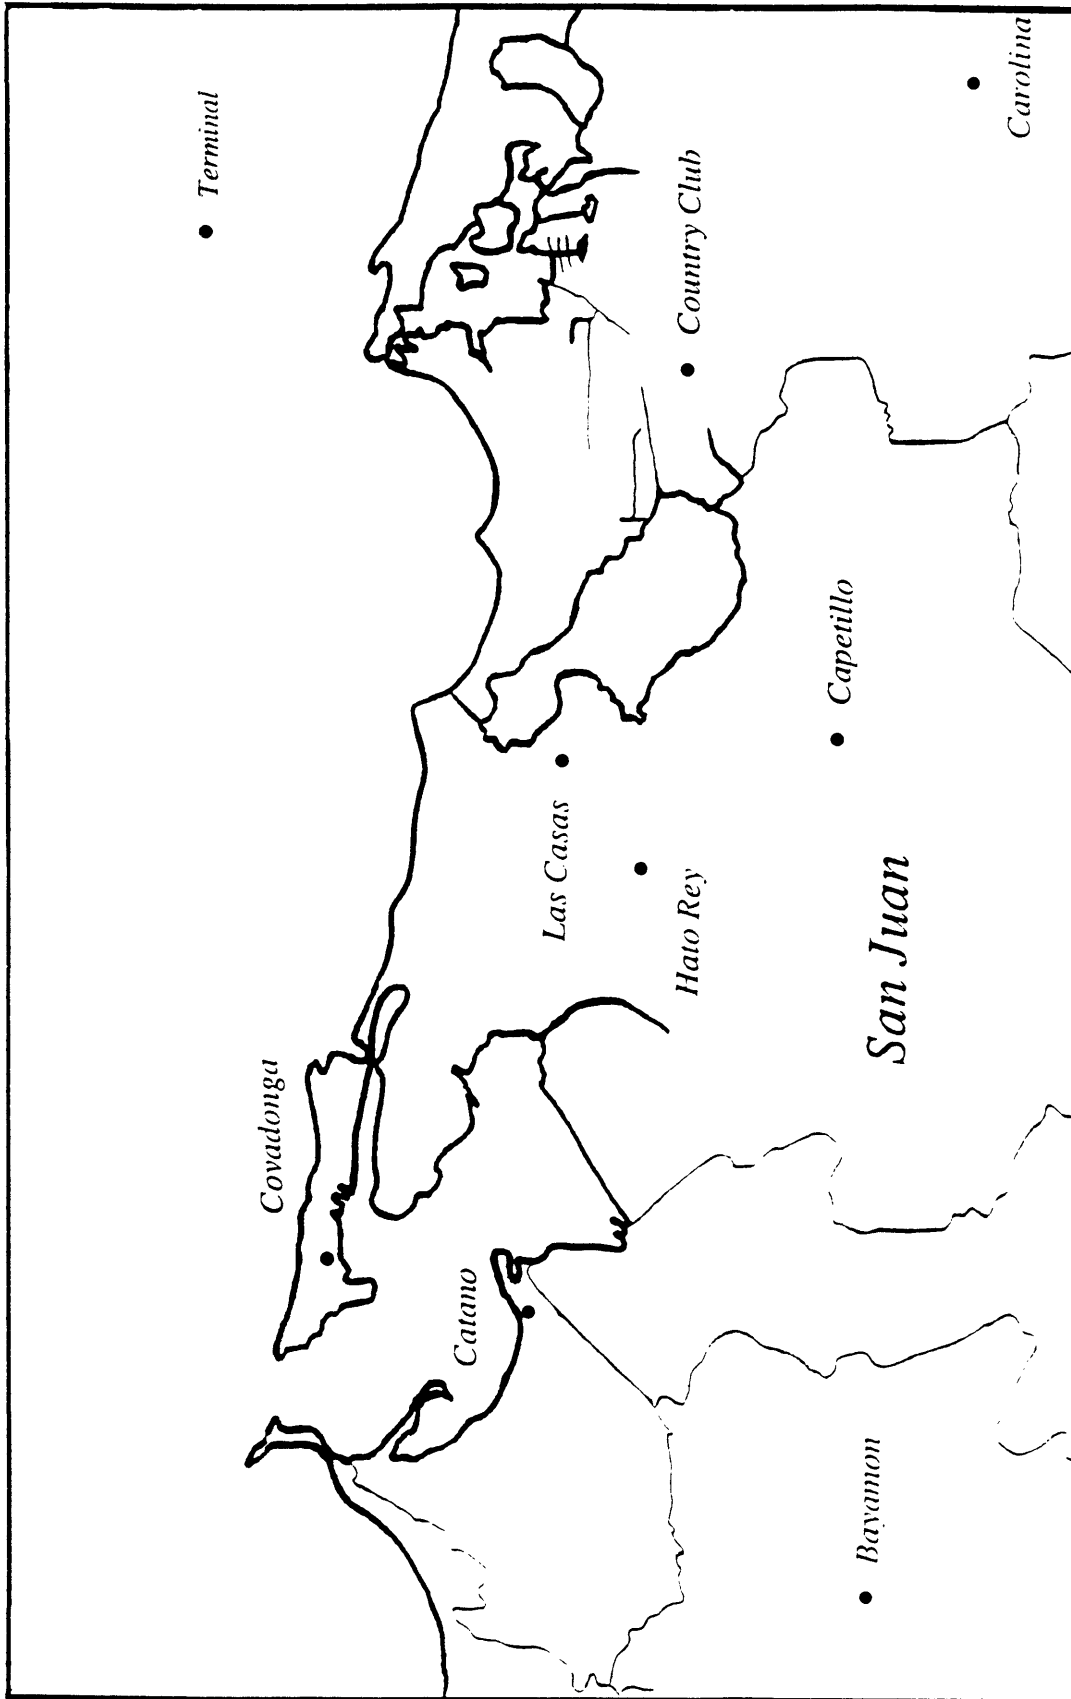 Terminal
Carolina
Country Club
Capetillo
Las Casas
Hato Rey
San Juan
Covadonga
Catano
Bayamon